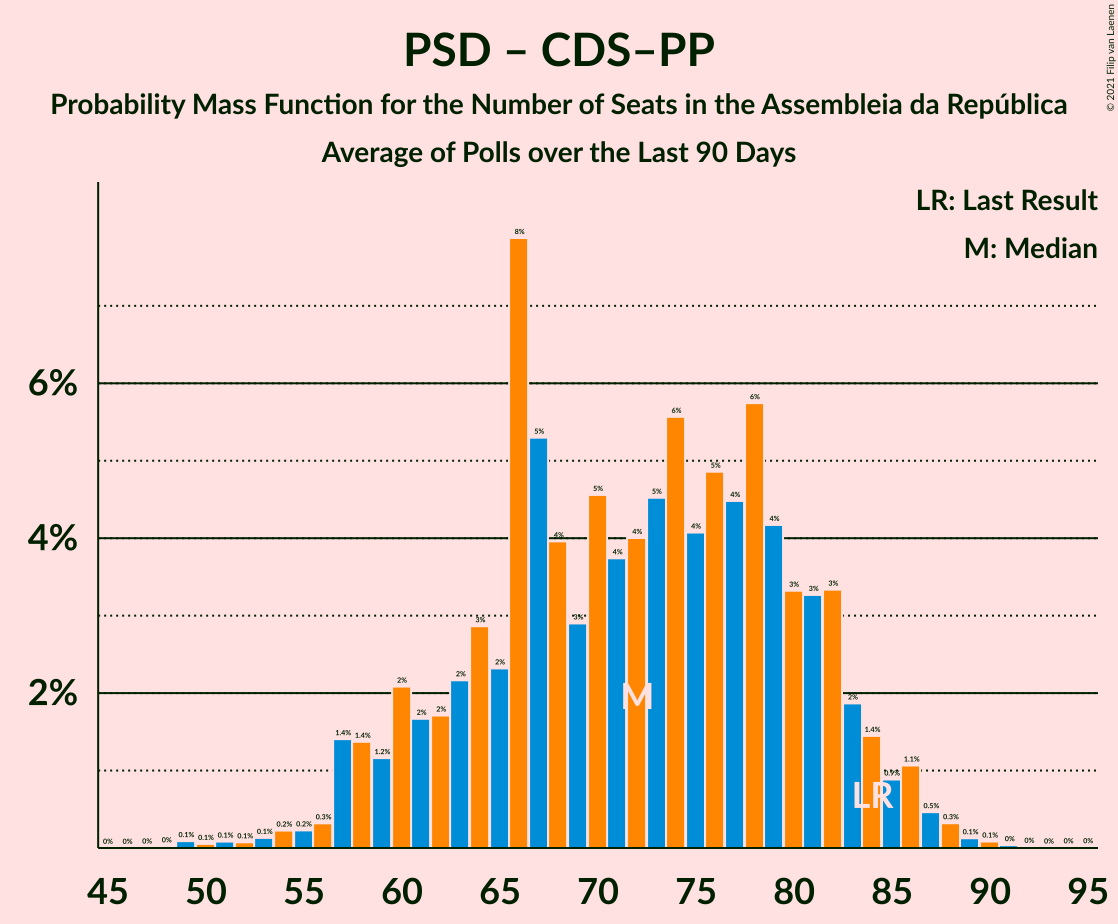 PSD – CDS–PP
Probability Mass Function for the Number of Seats in the Assembleia da República
Average of Polls over the Last 90 Days
© 2021 Filip van Laenen
LR: Last Result
M: Median
6%
4%
2%
0% 0% 0% 0% 0.1% 0.1% 0.1% 0.1% 0.1% 0.2% 0.2% 0.3% 1.4% 1.4% 1.2% 2% 2% 2% 2% 3% 2% 8% 5% 4% 3% 5% 4% 4% 5% 6% 4% 5% 4% 6% 4% 3% 3% 3% 2% 1.4% 0.9% 1.1% 0.5% 0.3% 0.1% 0.1% 0% 0% 0% 0% 0%
M
LR
45 50 55 60 65 70 75 80 85 90 95